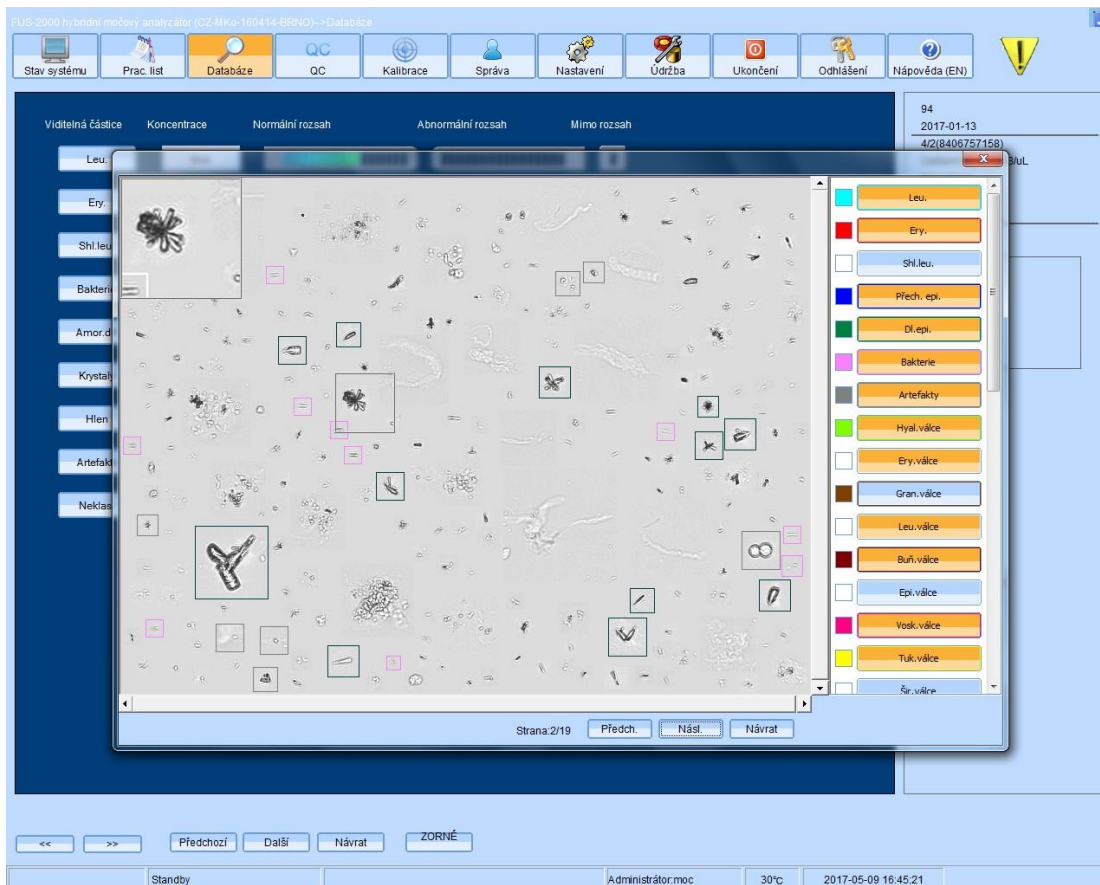 FUS-2000 hybridní močový analyzátor (CZ-MKo-160414-BRNO)-->Databáze
Stav systému
Prac. list
Databáze
QC
QC
Kalibrace
Správa
Nastavení
Údržba
Ukončení
Odhlášení
Nápověda (EN)
94
2017-01-13
4/2(8406757158)
/uL
Viditelná částice
Koncentrace
Normální rozsah
Abnormální rozsah
Mimo rozsah
Leu.
Ery.
Shl.leu
Bakteri
Amor.d
Krystal
Hlen
Artefak
Neklas
Leu.
Ery.
Shl.leu.
Přech. epi.
Dl.epi.
Bakterie
Artefakty
Hyal.válce
Ery.válce
Gran.válce
Leu.válce
Buň.válce
Epi.válce
Vosk.válce
Tuk.válce
Šir.válce
Strana:2/19
Předch.
Násl.
Návrat
<<
>>
Předchozí
Další
Návrat
ZORNÉ
Standby
Administrátor:moc
30°C
2017-05-09 16:45:21